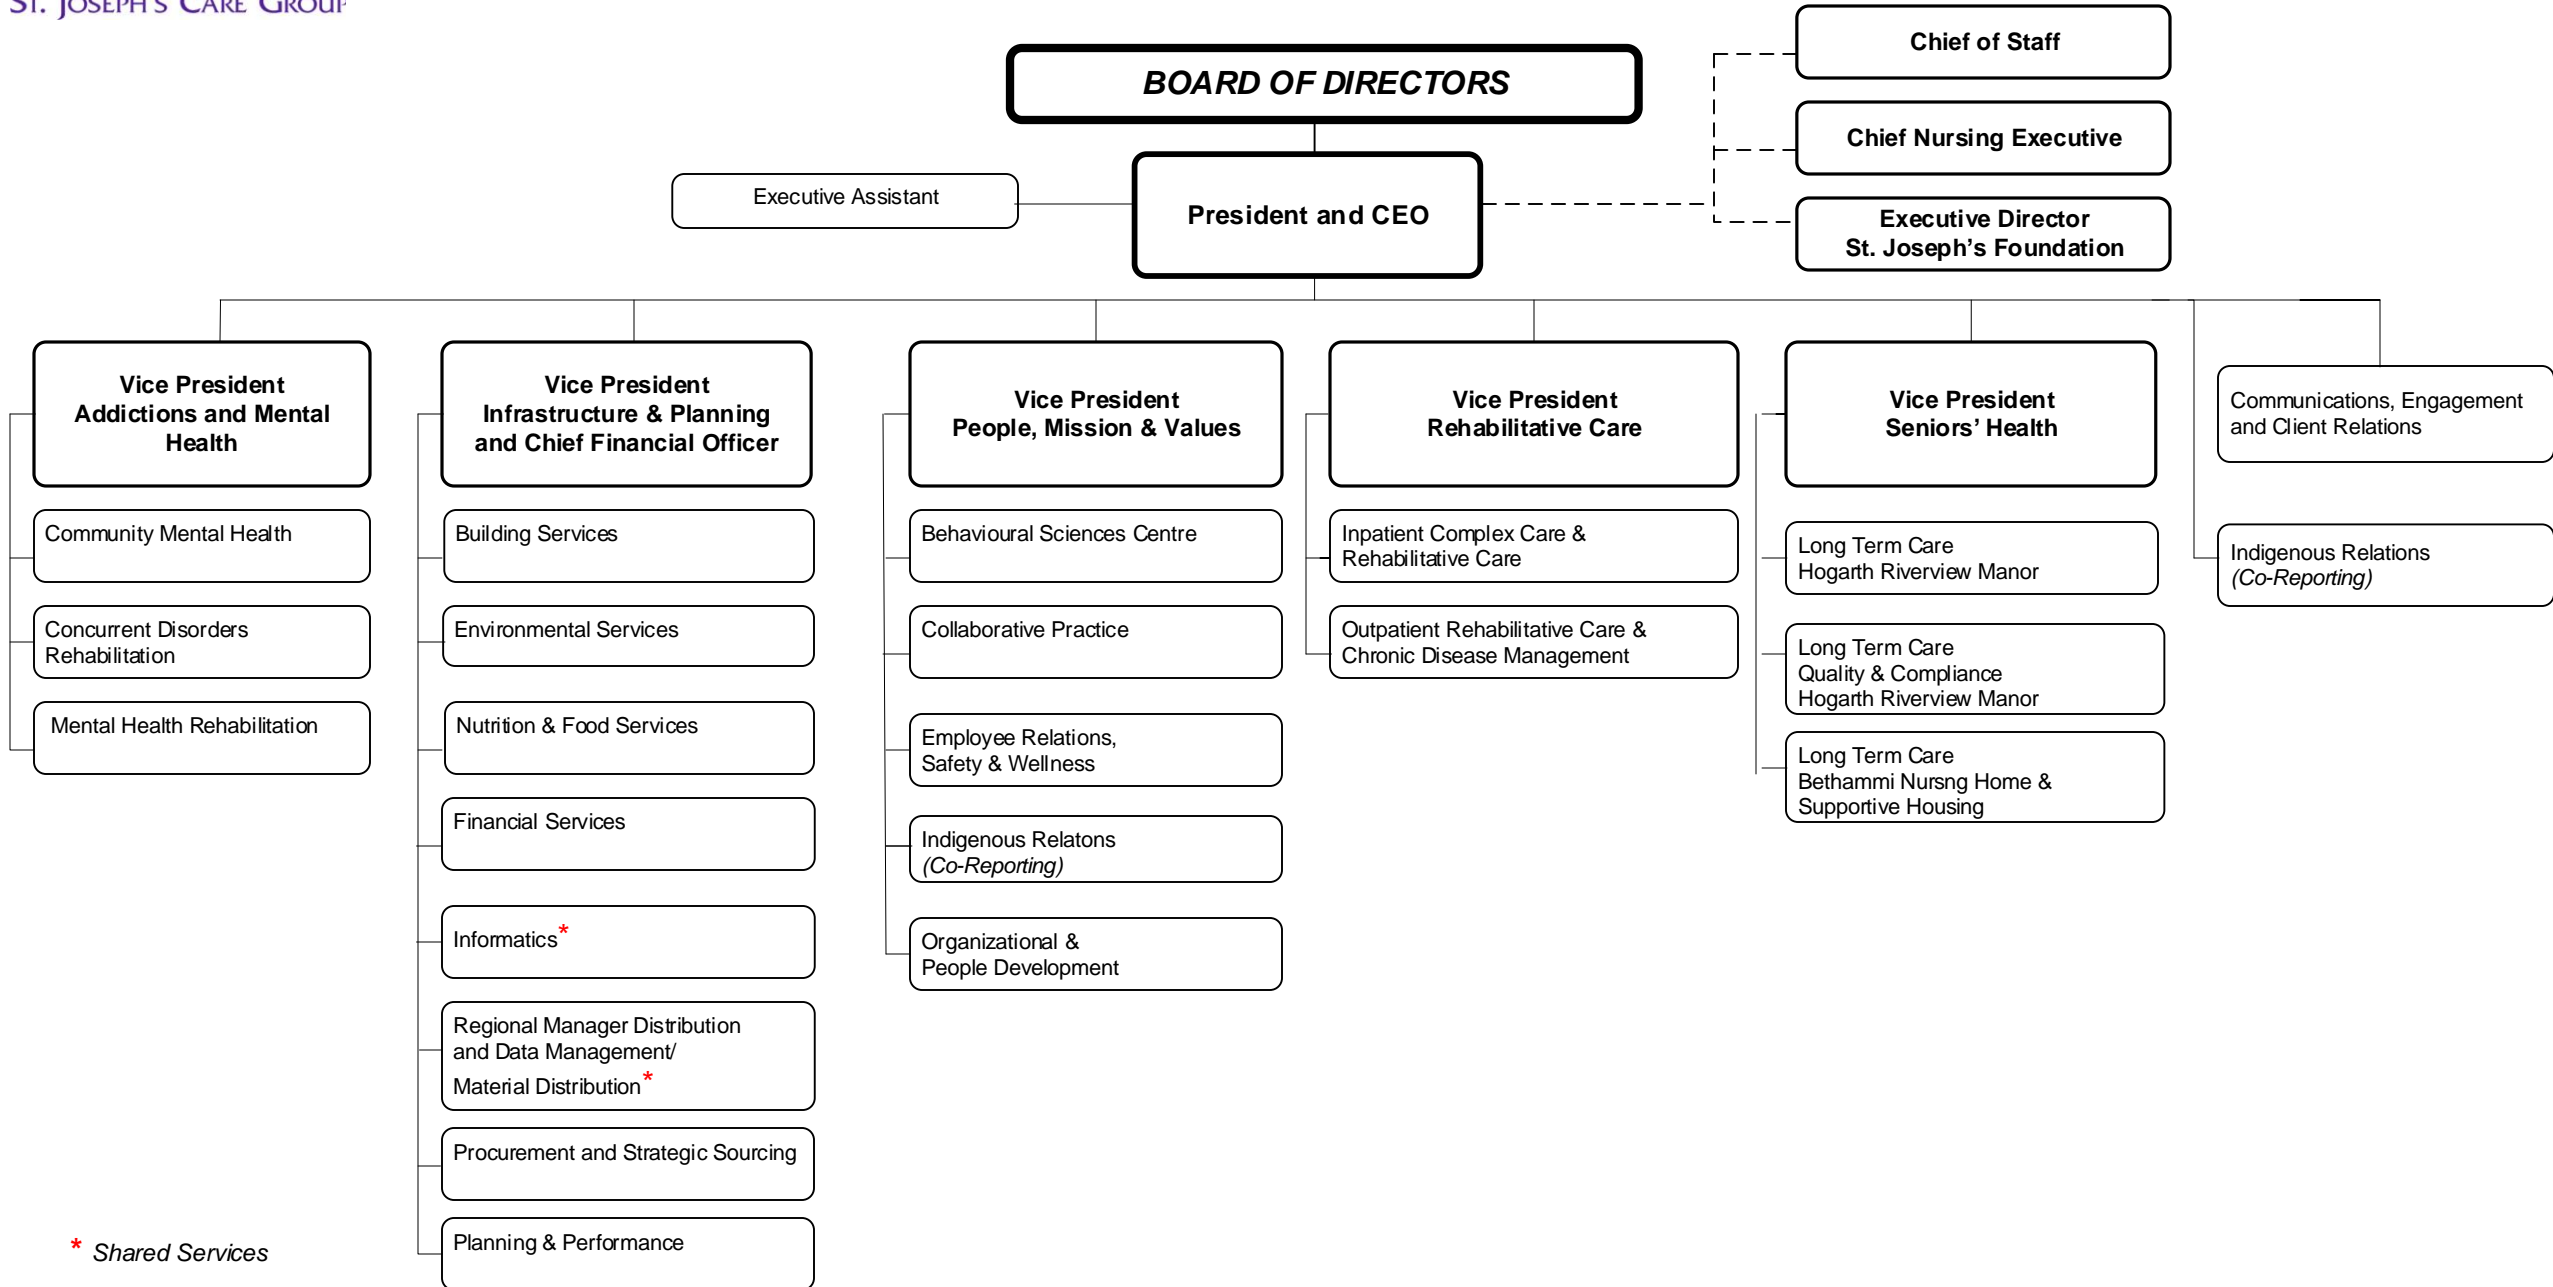 ST. JOSEPH'S CARE GROUP
BOARD OF DIRECTORS
Chief of Staff
Chief Nursing Executive
Executive Director
St. Joseph's Foundation
Executive Assistant
President and CEO
Vice President
Addictions and Mental
Health
Community Mental Health
Concurrent Disorders
Rehabilitation
Mental Health Rehabilitation
Vice President
Infrastructure & Planning
and Chief Financial Officer
Building Services
Environmental Services
Nutrition & Food Services
Financial Services
Informatics*
Regional Manager Distribution
and Data Management/
Material Distribution*
Procurement and Strategic Sourcing
Planning & Performance
Vice President
People, Mission & Values
Behavioural Sciences Centre
Collaborative Practice
Employee Relations,
Safety & Wellness
Indigenous Relatons
(Co-Reporting)
Organizational &
People Development
Vice President
Rehabilitative Care
Inpatient Complex Care &
Rehabilitative Care
Outpatient Rehabilitative Care &
Chronic Disease Management
Vice President
Seniors' Health
Long Term Care
Hogarth Riverview Manor
Long Term Care
Quality & Compliance
Hogarth Riverview Manor
Long Term Care
Bethammi Nursng Home &
Supportive Housing
Communications, Engagement
and Client Relations
Indigenous Relations
(Co-Reporting)
* Shared Services